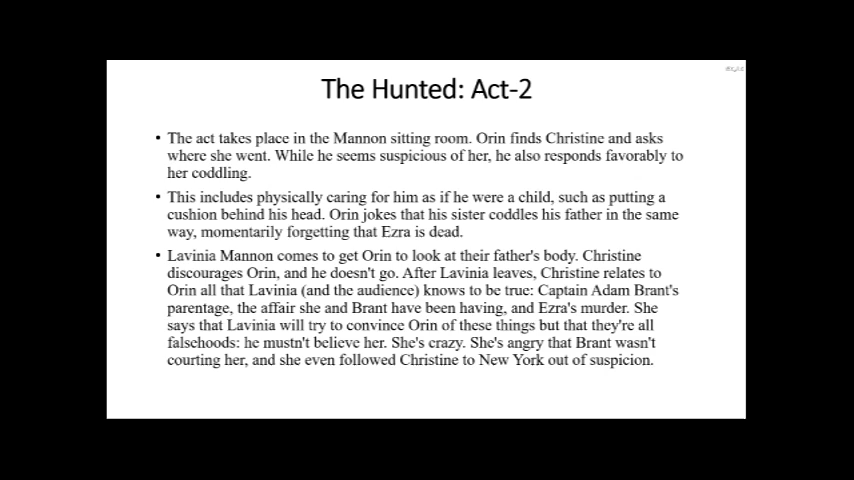 The Hunted: Act-2
• The act takes place in the Mannon sitting room. Orin finds Christine and asks
where she went. While he seems suspicious of her, he also responds favorably to
her coddling.
• This includes physically caring for him as if he were a child, such as putting a
cushion behind his head. Orin jokes that his sister coddles his father in the same
way, momentarily forgetting that Ezra is dead.
• Lavinia Mannon comes to get Orin to look at their father's body. Christine
discourages Orin, and he doesn't go. After Lavinia leaves, Christine relates to
Orin all that Lavinia (and the audience) knows to be true: Captain Adam Brant's
parentage, the affair she and Brant have been having, and Ezra's murder. She
says that Lavinia will try to convince Orin of these things but that they're all
falsehoods: he mustn't believe her. She's crazy. She's angry that Brant wasn't
courting her, and she even followed Christine to New York out of suspicion.